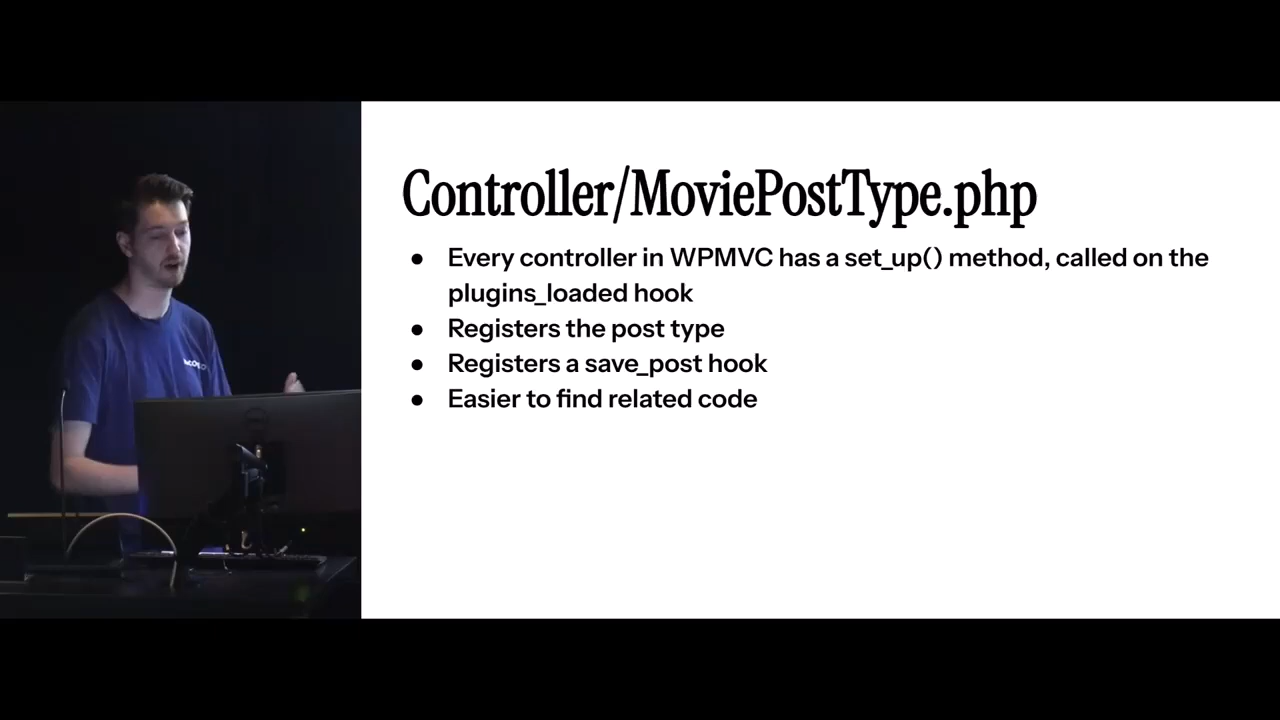 Controller/MoviePostType.php
● Every controller in WPMVC has a set_up() method, called on the
plugins_loaded hook
● Registers the post type
● Registers a save_post hook
● Easier to find related code